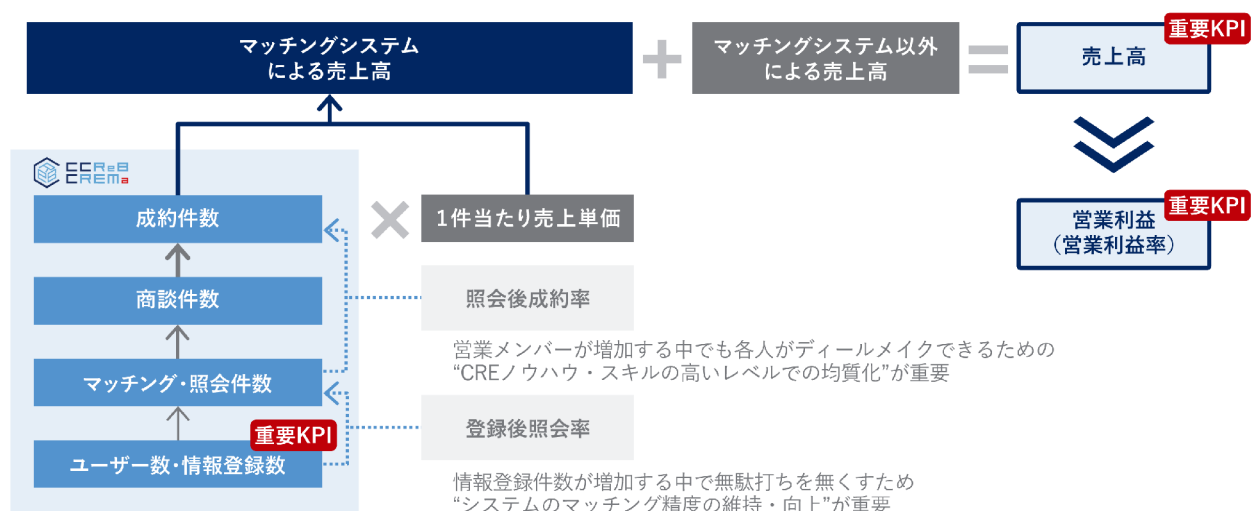 マッチングシステム
による売上高
マッチングシステム以外
による売上高
重要KPI
売上高
重要KPI
営業利益
（営業利益率）
CCReB
CREMa
成約件数
1件当たり売上単価
商談件数
照会後成約率
営業メンバーが増加する中でも各人がディールメイクできるための
“CREノウハウ・スキルの高いレベルでの均質化”が重要
マッチング・照会件数
登録後照会率
重要KPI
ユーザー数・情報登録数
情報登録件数が増加する中で無駄打ちを無くすため
“システムのマッチング精度の維持・向上”が重要